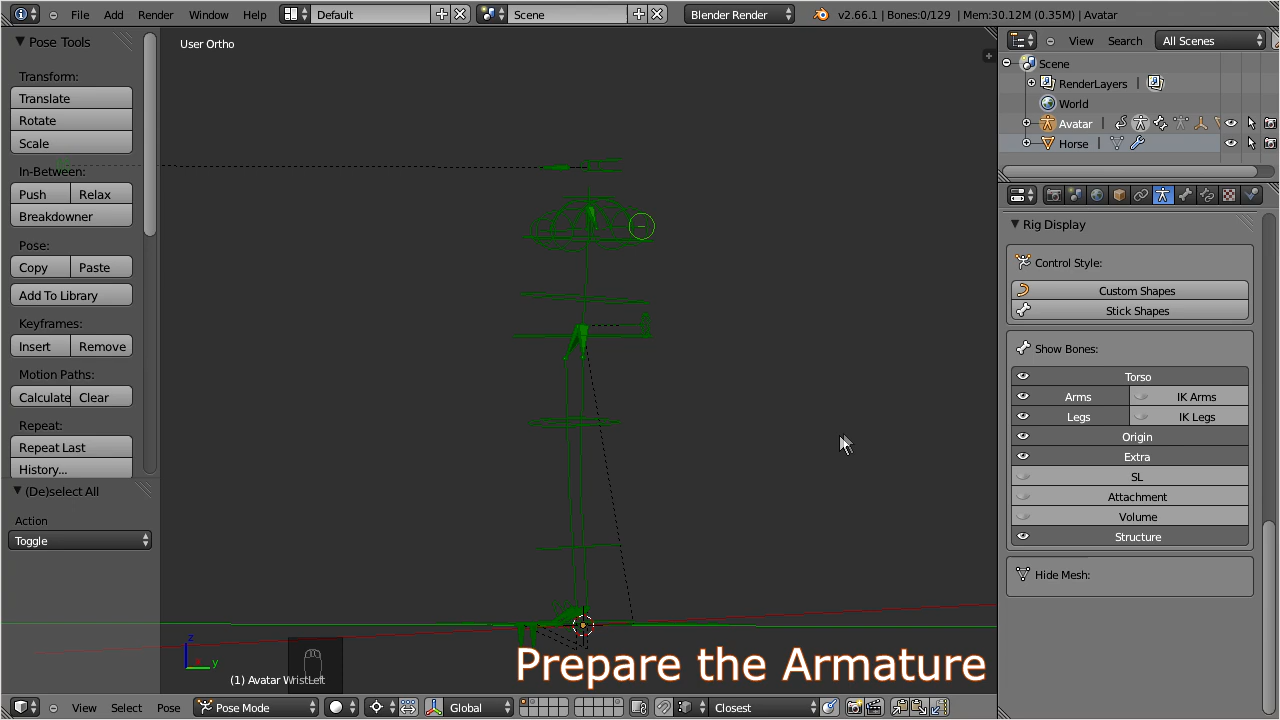 File Add Render Window Help Default Scene Blender Render v2.66.1 | Bones:0/129 | Mem:30.12M (0.35M) | Avatar
Pose Tools
Transform:
Translate
Rotate
Scale
In-Between:
Push Relax
Breakdowner
Pose:
Copy Paste
Add To Library
Keyframes:
Insert Remove
Motion Paths:
Calculate Clear
Repeat:
Repeat Last
History...
(De)select All
Action
Toggle
User Ortho
z
y
(1) Avatar WristLeft
Prepare the Armature
View Search All Scenes
Scene
RenderLayers |
World
Avatar |
Horse |
Rig Display
Control Style:
Custom Shapes
Stick Shapes
Show Bones:
Torso
Arms IK Arms
Legs IK Legs
Origin
Extra
SL
Attachment
Volume
Structure
Hide Mesh:
View Select Pose Pose Mode Global Closest